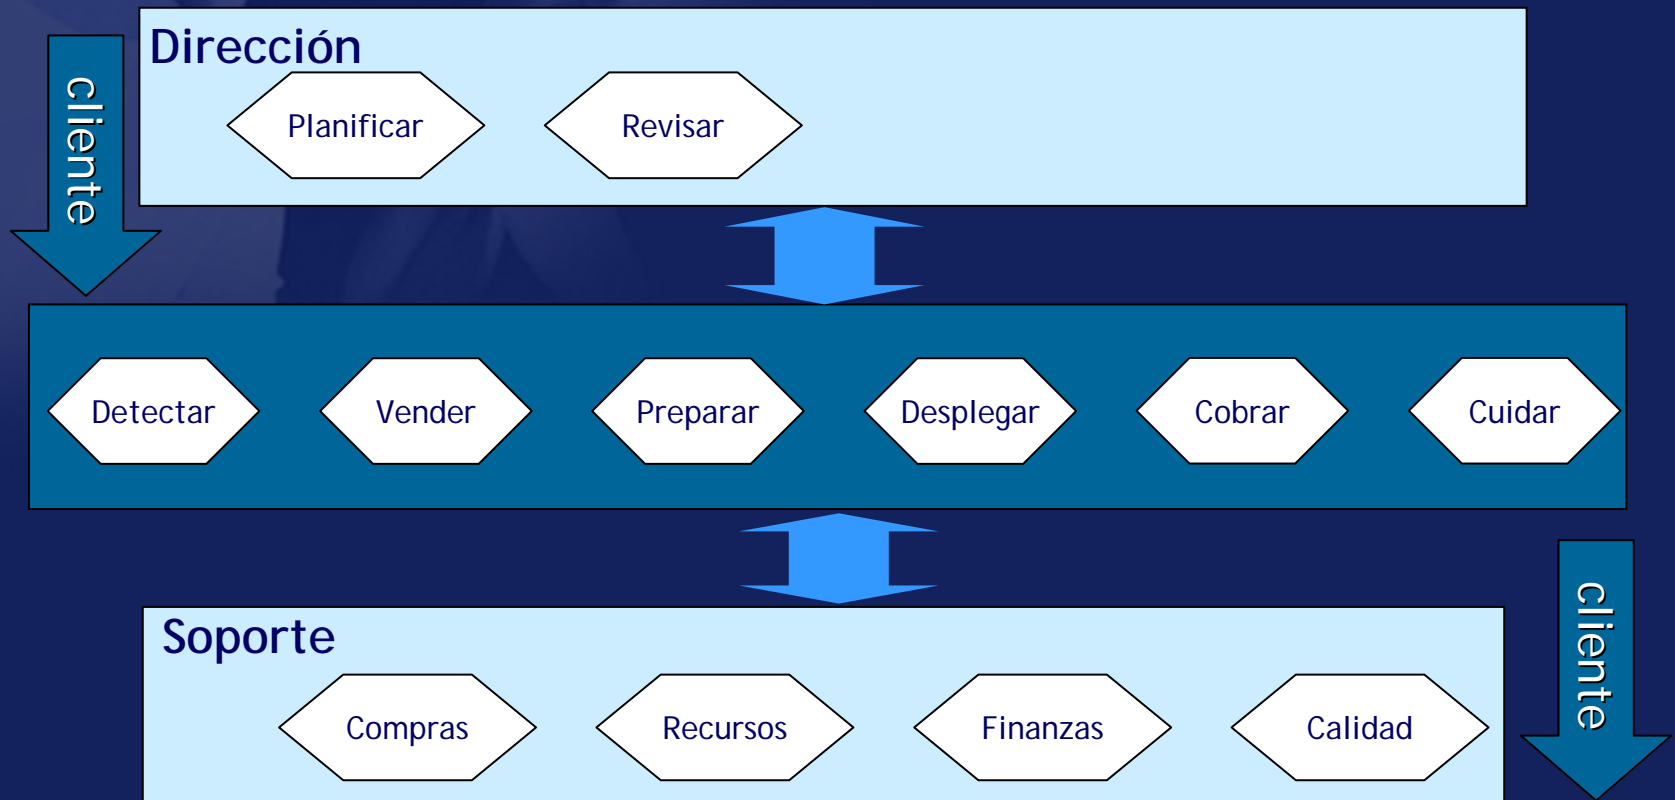 Dirección
cliente
Planificar
Revisar
Detectar
Vender
Preparar
Desplegar
Cobrar
Cuidar
Soporte
cliente
Compras
Recursos
Finanzas
Calidad